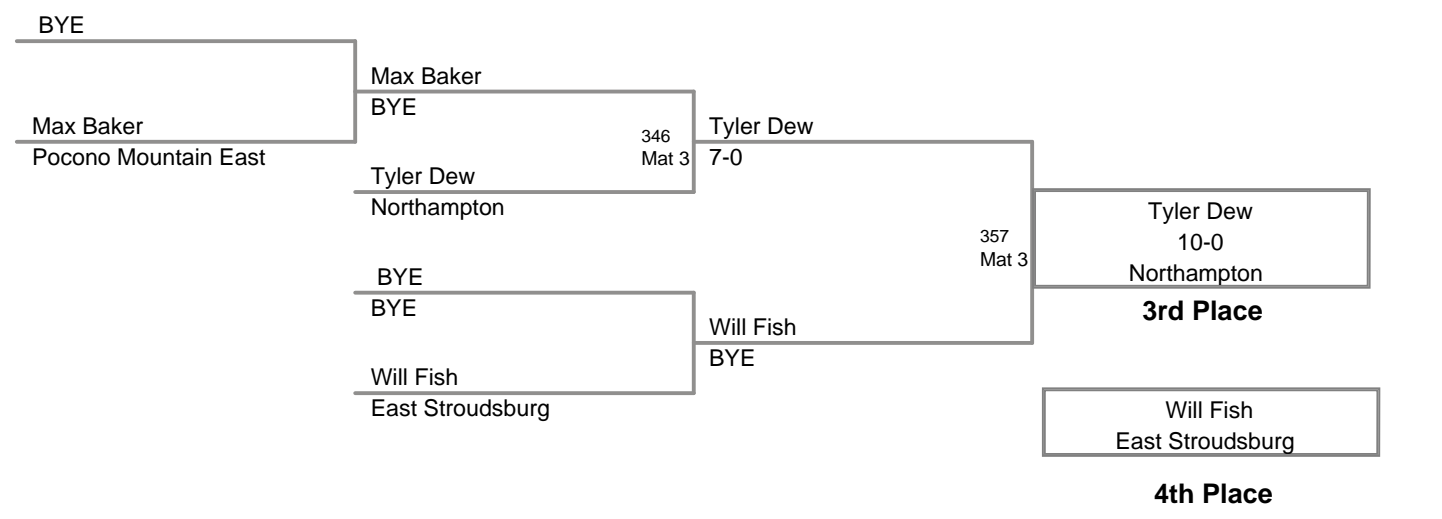 BYE
Max Baker
BYE
Max Baker
Pocono Mountain East
346
Mat 3
Tyler Dew
7-0
Tyler Dew
Northampton
357
Mat 3
Tyler Dew
10-0
Northampton
3rd Place
BYE
BYE
Will Fish
BYE
Will Fish
East Stroudsburg
Will Fish
East Stroudsburg
4th Place